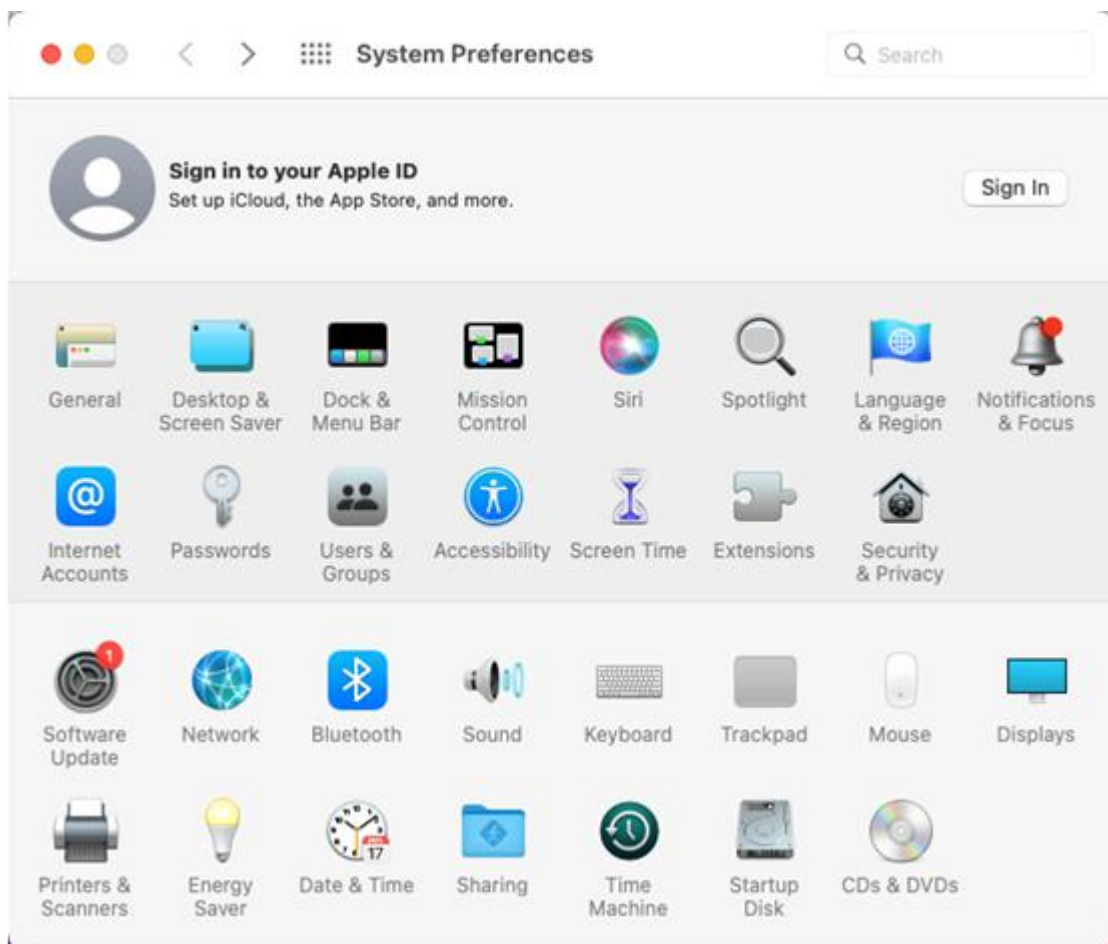 System Preferences
Search
Sign in to your Apple ID
Set up iCloud, the App Store, and more.
Sign In
General
Desktop &
Screen Saver
Dock &
Menu Bar
Mission
Control
Siri
Spotlight
Language
& Region
Notifications
& Focus
@
Internet
Accounts
Passwords
Users &
Groups
Accessibility
Screen Time
Extensions
Security
& Privacy
1
Software
Update
Network
Bluetooth
Sound
Keyboard
Trackpad
Mouse
Displays
Printers &
Scanners
Energy
Saver
17
Date & Time
Sharing
Time
Machine
Startup
Disk
CDs & DVDs